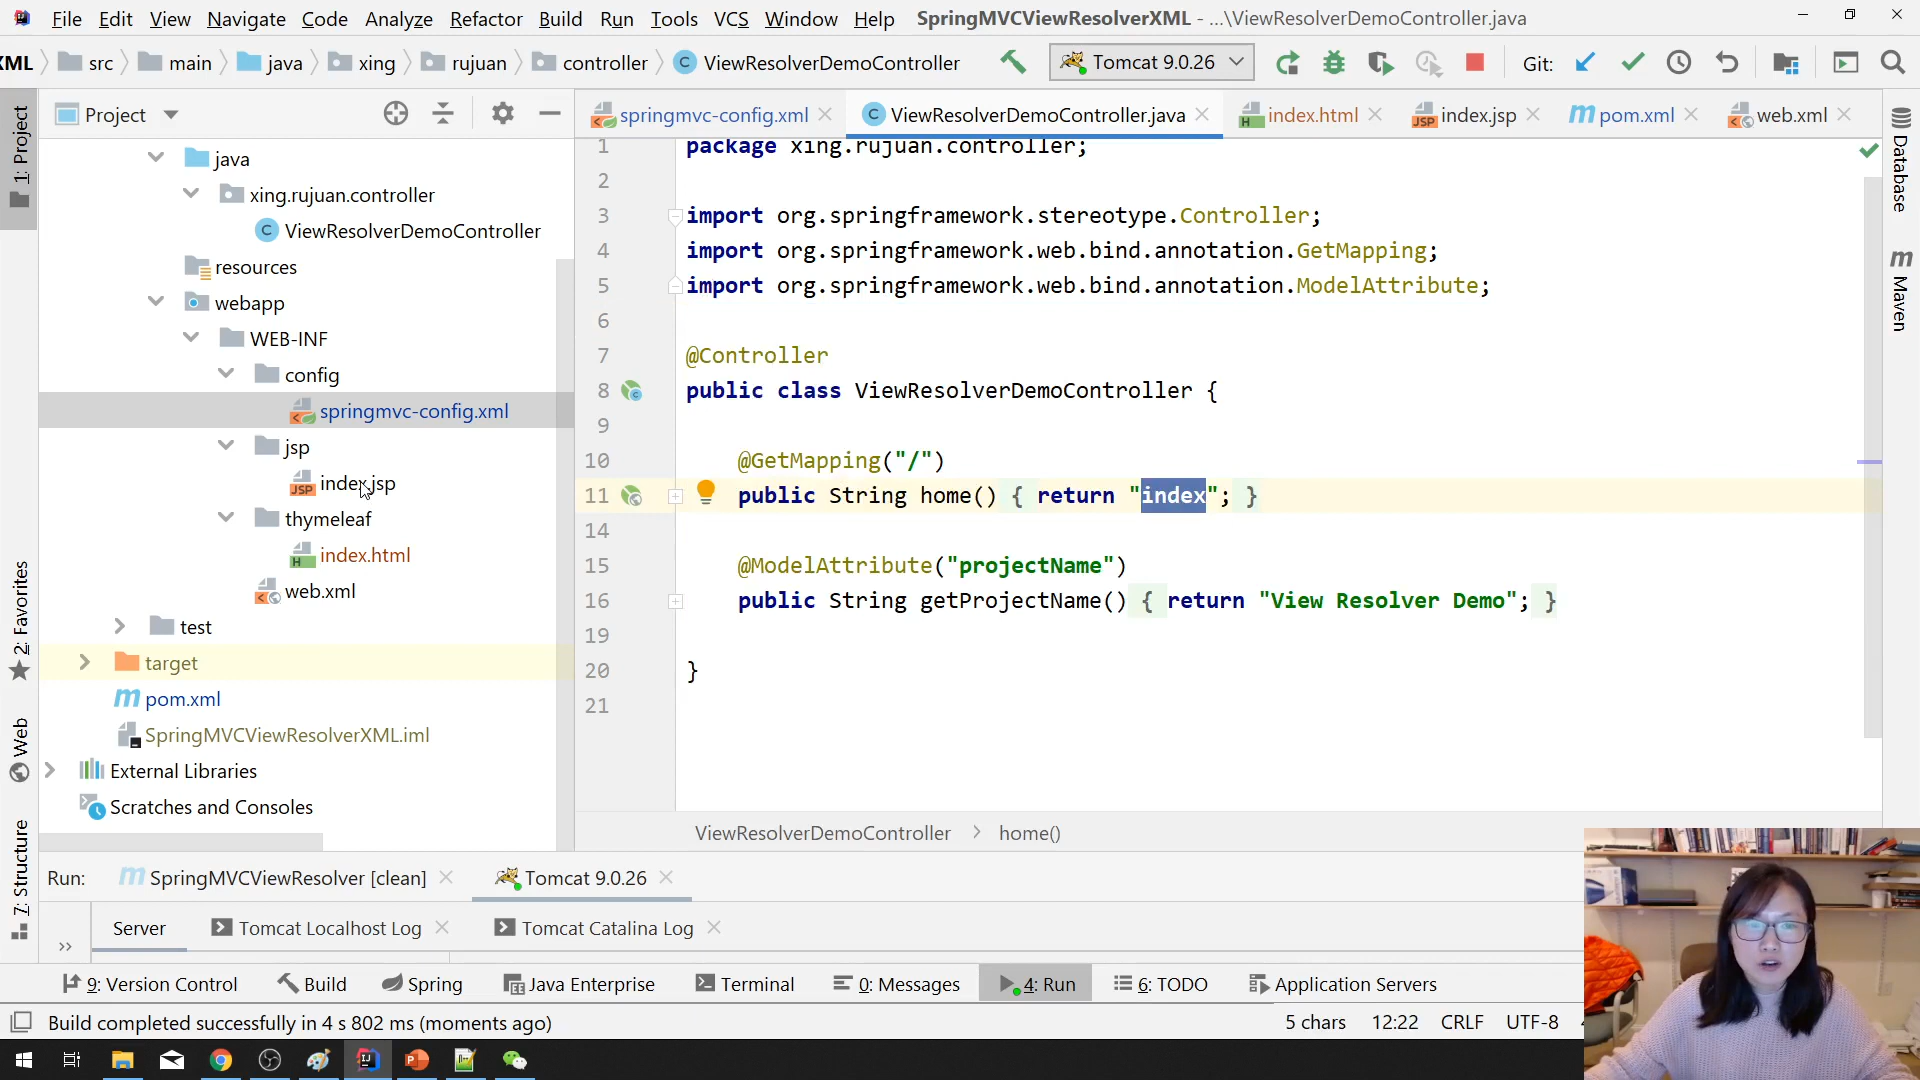 File Edit View Navigate Code Analyze Refactor Build Run Tools VCS Window Help SpringMVCViewResolverXML - ...\ViewResolverDemoController.java
XML src main java xing rujuan controller ViewResolverDemoController Tomcat 9.0.26 Git:
1: Project
2: Favorites
Web
7: Structure
Project
java
xing.rujuan.controller
ViewResolverDemoController
resources
webapp
WEB-INF
config
springmvc-config.xml
jsp
index.jsp
thymeleaf
index.html
web.xml
test
target
pom.xml
SpringMVCViewResolverXML.iml
External Libraries
Scratches and Consoles
springmvc-config.xml ViewResolverDemoController.java index.html index.jsp pom.xml web.xml
1 package xing.rujuan.controller;
2
3 import org.springframework.stereotype.Controller;
4 import org.springframework.web.bind.annotation.GetMapping;
5 import org.springframework.web.bind.annotation.ModelAttribute;
6
7 @Controller
8 public class ViewResolverDemoController {
9
10 @GetMapping("/")
11 public String home() { return "index"; }
14
15 @ModelAttribute("projectName")
16 public String getProjectName() { return "View Resolver Demo"; }
19
20 }
21
ViewResolverDemoController home()
Database
Maven
Run: SpringMVCViewResolver [clean] Tomcat 9.0.26
Server Tomcat Localhost Log Tomcat Catalina Log
9: Version Control Build Spring Java Enterprise Terminal 0: Messages 4: Run 6: TODO Application Servers
Build completed successfully in 4 s 802 ms (moments ago) 5 chars 12:22 CRLF UTF-8